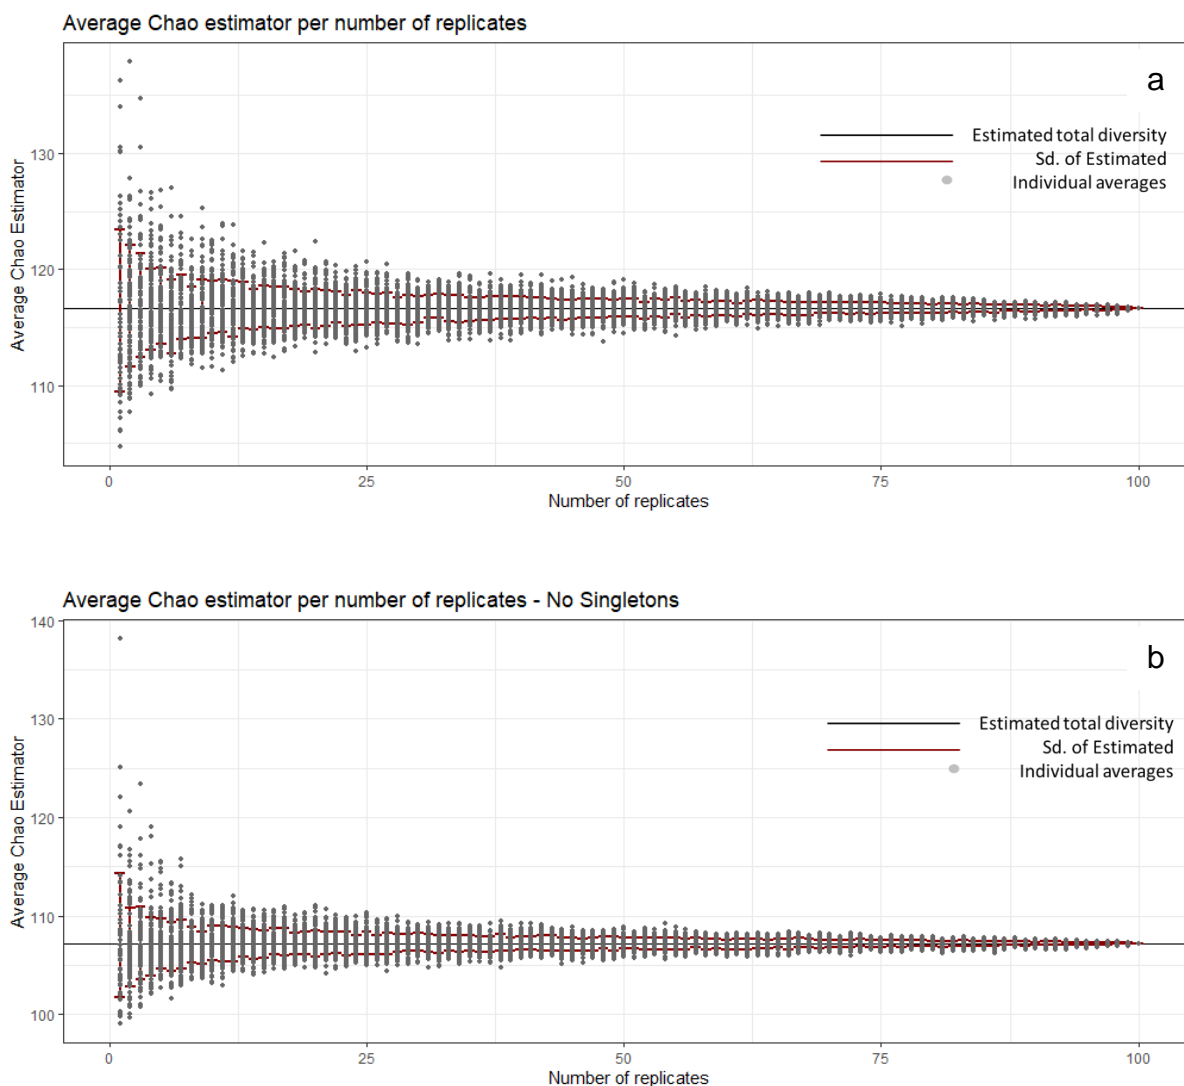 Average Chao estimator per number of replicates
a
Estimated total diversity
Sd. of Estimated
Individual averages
130
120
110
Average Chao Estimator
0 25 50 75 100
Number of replicates
Average Chao estimator per number of replicates - No Singletons
b
Estimated total diversity
Sd. of Estimated
Individual averages
140
130
120
110
100
Average Chao Estimator
0 25 50 75 100
Number of replicates